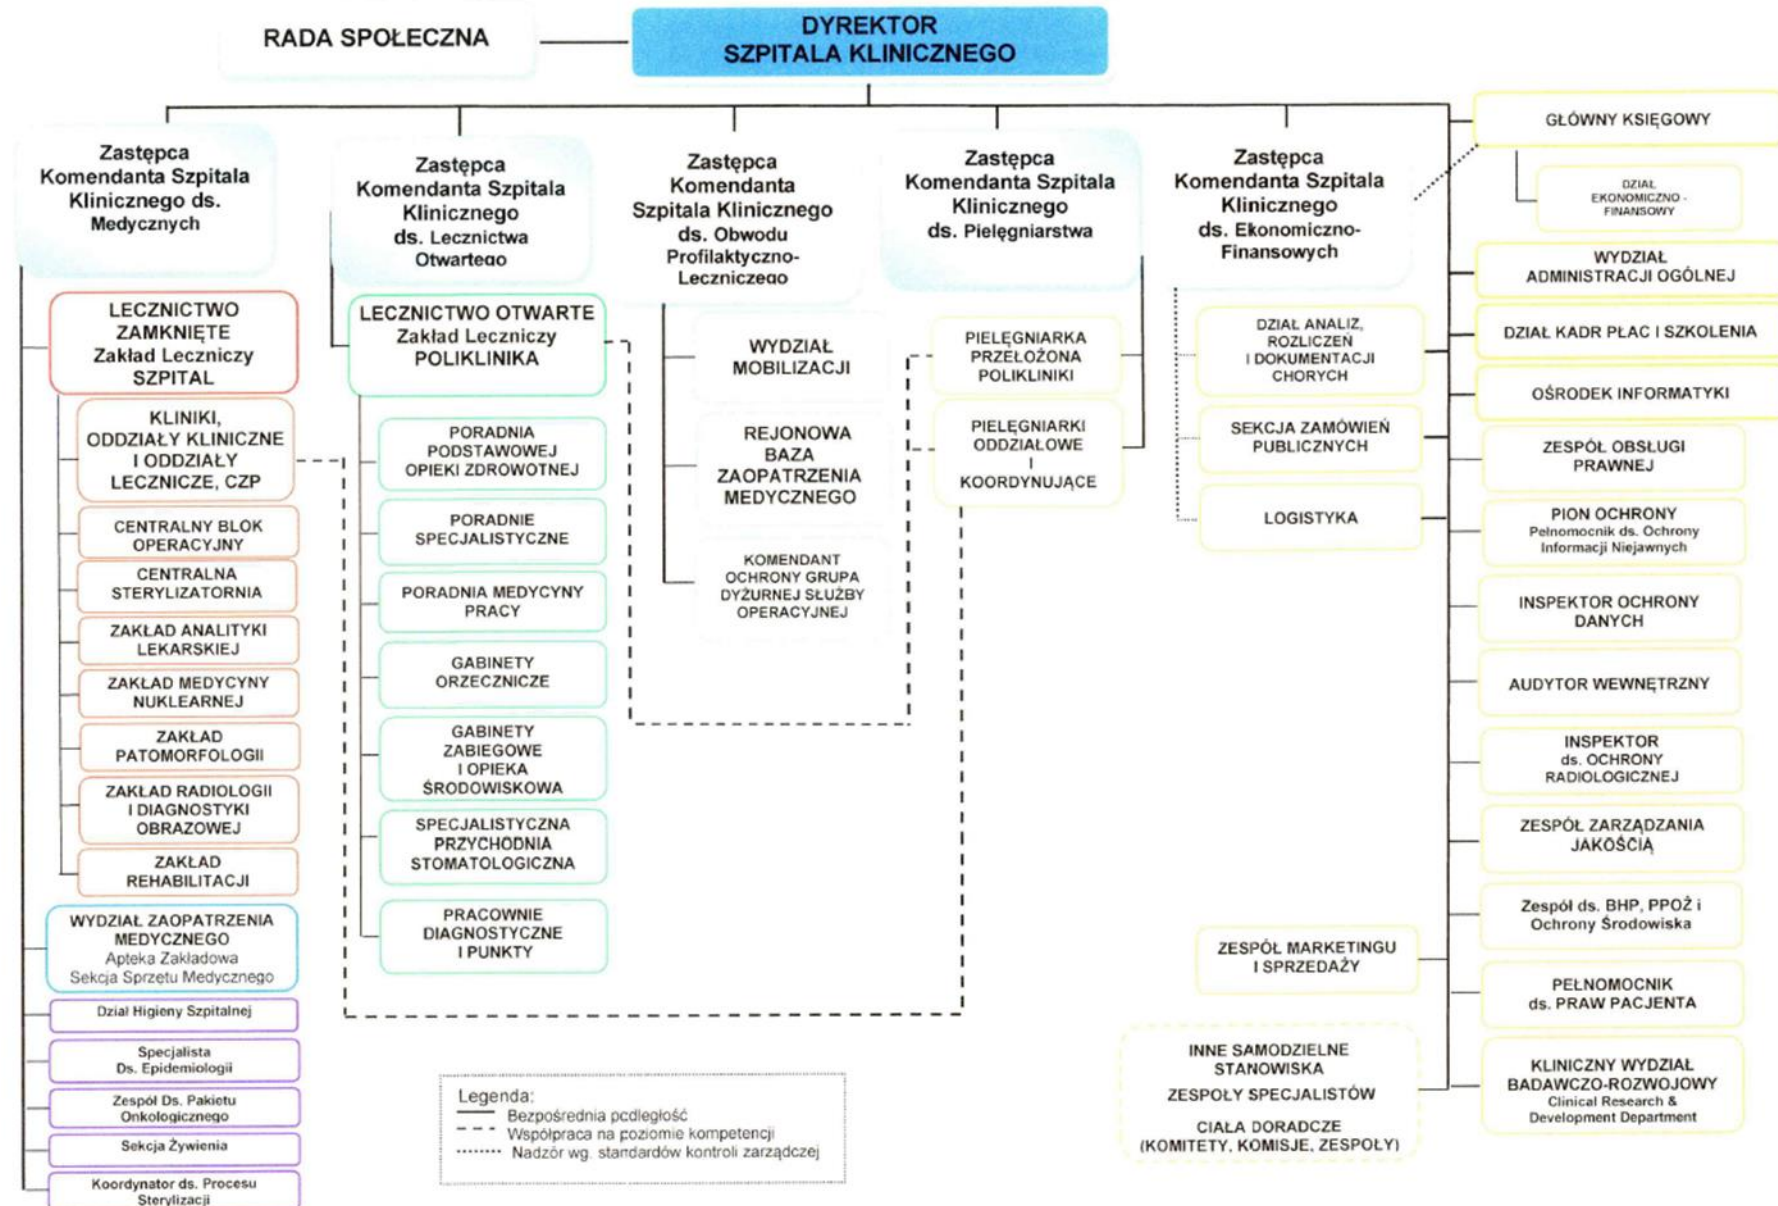 RADA SPOŁECZNA
DYREKTOR
SZPITALA KLINICZNEGO
Zastępca
Komendanta Szpitala
Klinicznego ds.
Medycznych
LECZNICTWO
ZAMKNIĘTE
Zakład Leczniczy
SZPITAL
KLINIKI,
ODDZIAŁY KLINICZNE
I ODDZIAŁY
LECZNICZE, CZP
CENTRALNY BLOK
OPERACYJNY
CENTRALNA
STERYLIZATORNIA
ZAKŁAD ANALITYKI
LEKARSKIEJ
ZAKŁAD MEDYCYNY
NUKLEARNEJ
ZAKŁAD
PATOMORFOLOGII
ZAKŁAD RADIOLOGII
I DIAGNOSTYKI
OBRAZOWEJ
ZAKŁAD
REHABILITACJI
WYDZIAŁ ZAOPATRZENIA
MEDYCZNEGO
Apteka Zakładowa
Sekcja Sprzętu Medycznego
Dział Higieny Szpitalnej
Specjalista
Ds. Epidemiologii
Zespół Ds. Pakietu
Onkologicznego
Sekcja Żywienia
Koordynator ds. Procesu
Sterylizacji
Zastępca
Komendanta Szpitala
Klinicznego
ds. Lecznictwa
Otwartego
LECZNICTWO OTWARTE
Zakład Leczniczy
POLIKLINIKA
PORADNIA
PODSTAWOWEJ
OPIEKI ZDROWOTNEJ
PORADNIE
SPECJALISTYCZNE
PORADNIA MEDYCYNY
PRACY
GABINETY
ORZECZNICZE
GABINETY
ZABIEGOWE
I OPIEKA
ŚRODOWISKOWA
SPECJALISTYCZNA
PRZYCHODNIA
STOMATOLOGICZNA
PRACOWNIE
DIAGNOSTYCZNE
I PUNKTY
Zastępca
Komendanta
Szpitala Klinicznego
ds. Obwodu
Profilaktyczno-
Leczniczego
WYDZIAŁ
MOBILIZACJI
REJONOWA
BAZA
ZAOPATRZENIA
MEDYCZNEGO
KOMENDANT
OCHRONY GRUPA
DYŻURNEJ SŁUŻBY
OPERACYJNEJ
Zastępca
Komendanta Szpitala
Klinicznego
ds. Pielęgniarstwa
PIELĘGNIARKA
PRZEŁOŻONA
POLIKLINIKI
PIELĘGNIARKI
ODDZIAŁOWE
I
KOORDYNUJĄCE
Zastępca
Komendanta Szpitala
Klinicznego
ds. Ekonomiczno-
Finansowych
DZIAŁ ANALIZ,
ROZLICZEŃ
I DOKUMENTACJI
CHORYCH
SEKCJA ZAMÓWIEŃ
PUBLICZNYCH
LOGISTYKA
ZESPÓŁ MARKETINGU
I SPRZEDAŻY
INNE SAMODZIELNE
STANOWISKA
ZESPOŁY SPECJALISTÓW
CIAŁA DORADCZE
(KOMITETY, KOMISJE, ZESPOŁY)
GŁÓWNY KSIĘGOWY
DZIAŁ
EKONOMICZNO -
FINANSOWY
WYDZIAŁ
ADMINISTRACJI OGÓLNEJ
DZIAŁ KADR PŁAC I SZKOLENIA
OŚRODEK INFORMATYKI
ZESPÓŁ OBSŁUGI
PRAWNEJ
PION OCHRONY
Pełnomocnik ds. Ochrony
Informacji Niejawnych
INSPEKTOR OCHRONY
DANYCH
AUDYTOR WEWNĘTRZNY
INSPEKTOR
ds. OCHRONY
RADIOLOGICZNEJ
ZESPÓŁ ZARZĄDZANIA
JAKOŚCIĄ
Zespół ds. BHP, PPOŻ i
Ochrony Środowiska
PEŁNOMOCNIK
ds. PRAW PACJENTA
KLINICZNY WYDZIAŁ
BADAWCZO-ROZWOJOWY
Clinical Research &
Development Department
Legenda:
Bezpośrednia podległość
Współpraca na poziomie kompetencji
Nadzór wg. standardów kontroli zarządczej